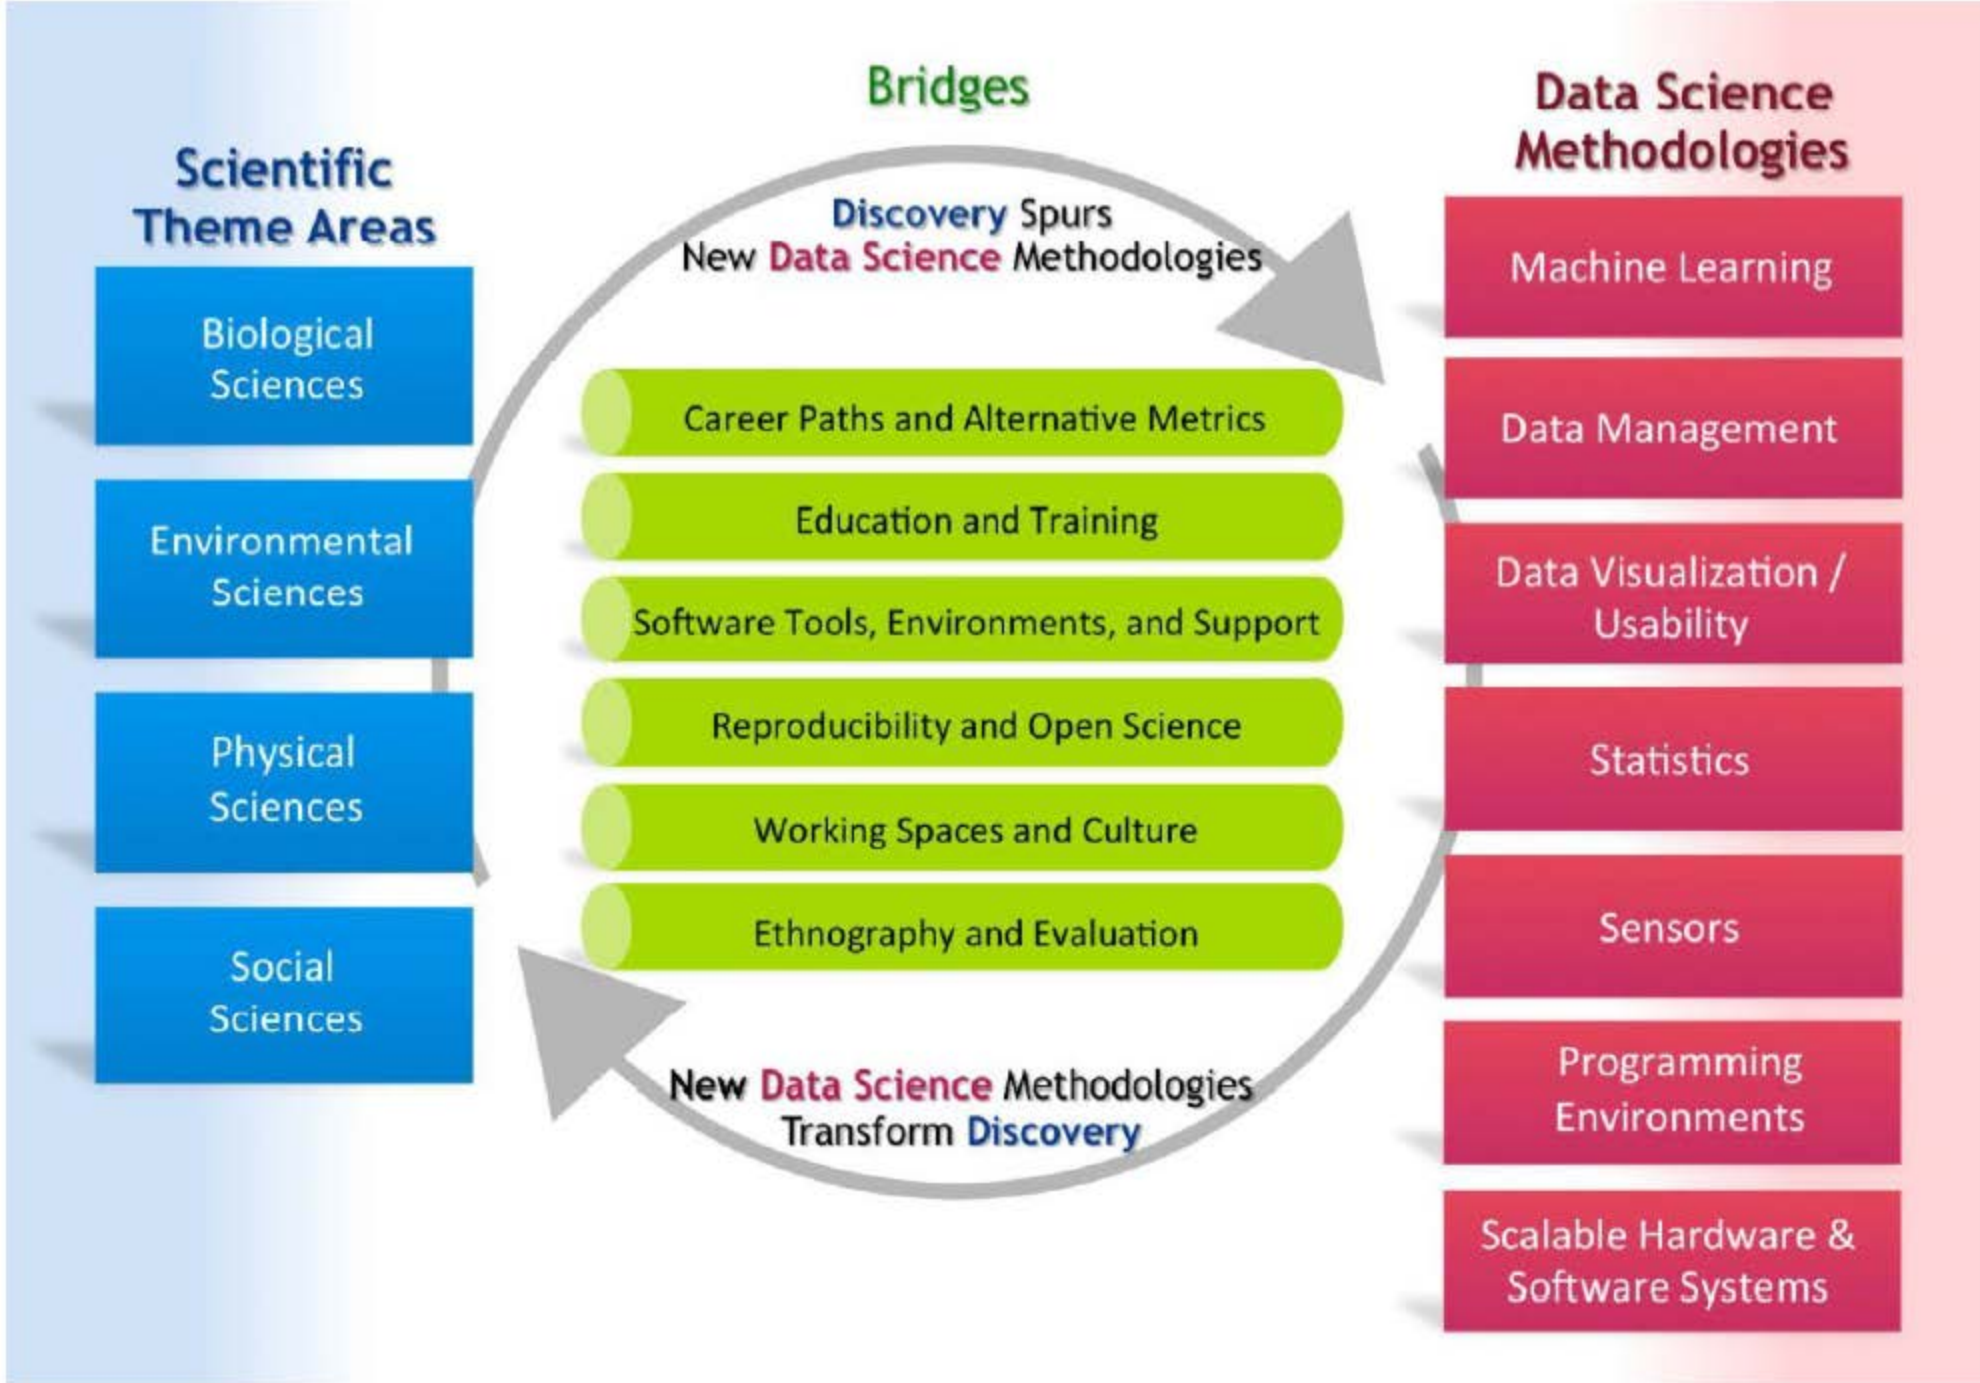 Scientific
Theme Areas
Biological
Sciences
Environmental
Sciences
Physical
Sciences
Social
Sciences
Bridges
Discovery Spurs
New Data Science Methodologies
Career Paths and Alternative Metrics
Education and Training
Software Tools, Environments, and Support
Reproducibility and Open Science
Working Spaces and Culture
Ethnography and Evaluation
New Data Science Methodologies
Transform Discovery
Data Science
Methodologies
Machine Learning
Data Management
Data Visualization /
Usability
Statistics
Sensors
Programming
Environments
Scalable Hardware &
Software Systems